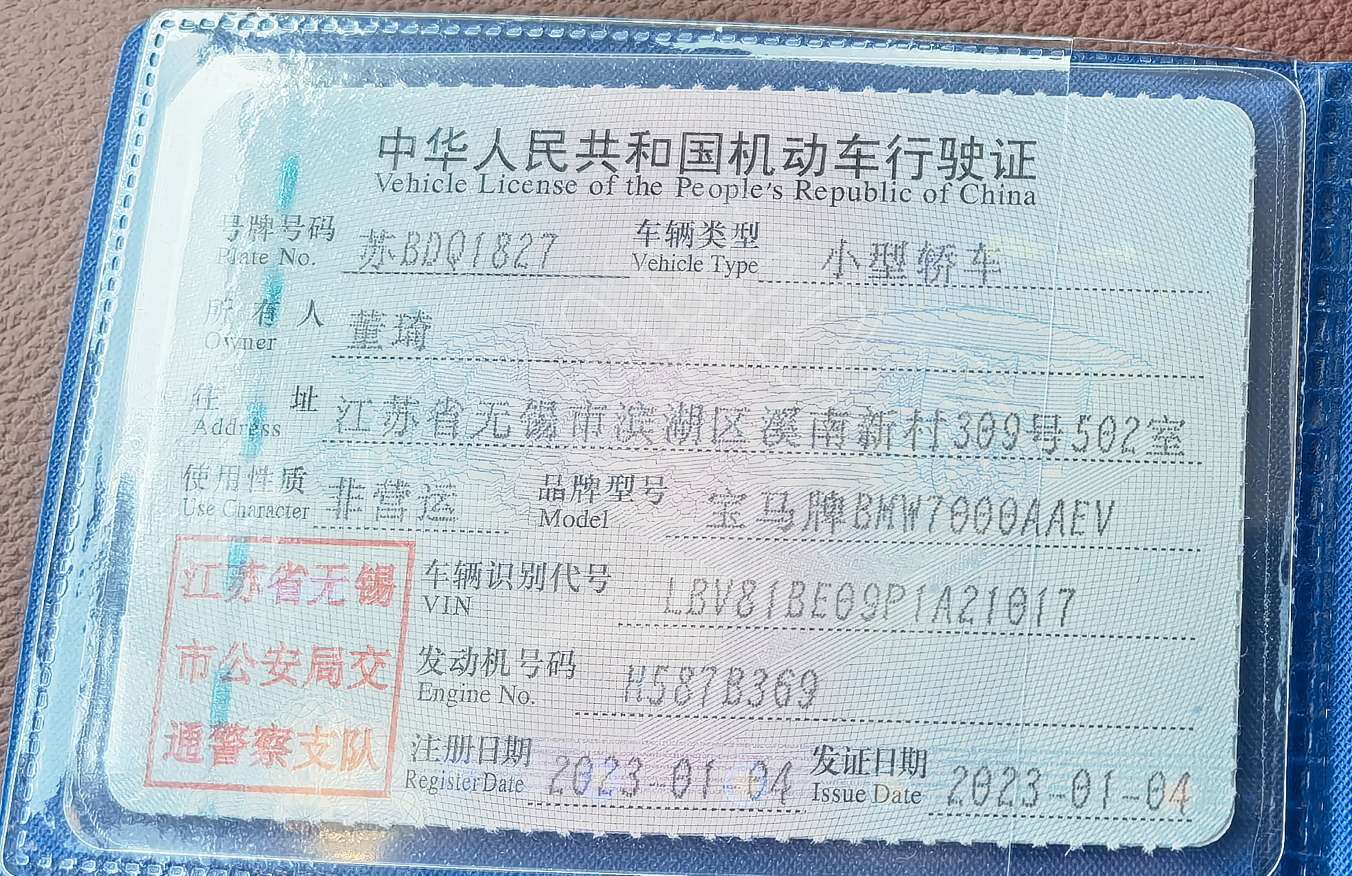 中华人民共和国机动车行驶证
Vehicle License of the People's Republic of China
号牌号码 苏BDQ1827 车辆类型 小型轿车
Plate No. Vehicle Type
所有人 董琦
Owner
住址 江苏省无锡市滨湖区溪南新村309号502室
Address
使用性质 非营运 品牌型号 宝马牌BMW7000AAEV
Use Character Model
江苏省无锡
市公安局交
通警察支队
车辆识别代号 LBV81BE09P1A21017
VIN
发动机号码 H587B369
Engine No.
注册日期 2023-01-04 发证日期 2023-01-04
Register Date Issue Date